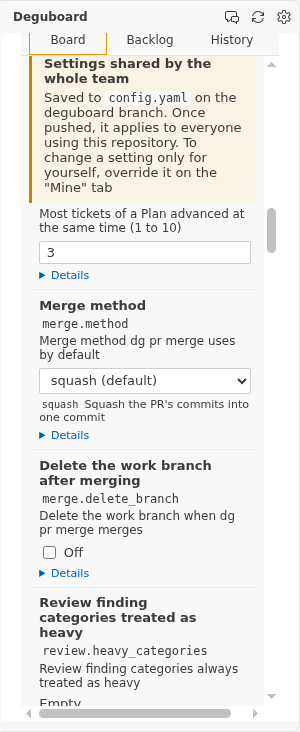 Deguboard
Board Backlog History
Settings shared by the
whole team
Saved to config.yaml on the
deguboard branch. Once
pushed, it applies to everyone
using this repository. To
change a setting only for
yourself, override it on the
"Mine" tab
Most tickets of a Plan advanced at
the same time (1 to 10)
3
▶ Details
Merge method
merge.method
Merge method dg pr merge uses
by default
squash (default)
squash Squash the PR's commits into
one commit
▶ Details
Delete the work branch
after merging
merge.delete_branch
Delete the work branch when dg
pr merge merges
Off
▶ Details
Review finding
categories treated as
heavy
review.heavy_categories
Review finding categories always
treated as heavy
Empty